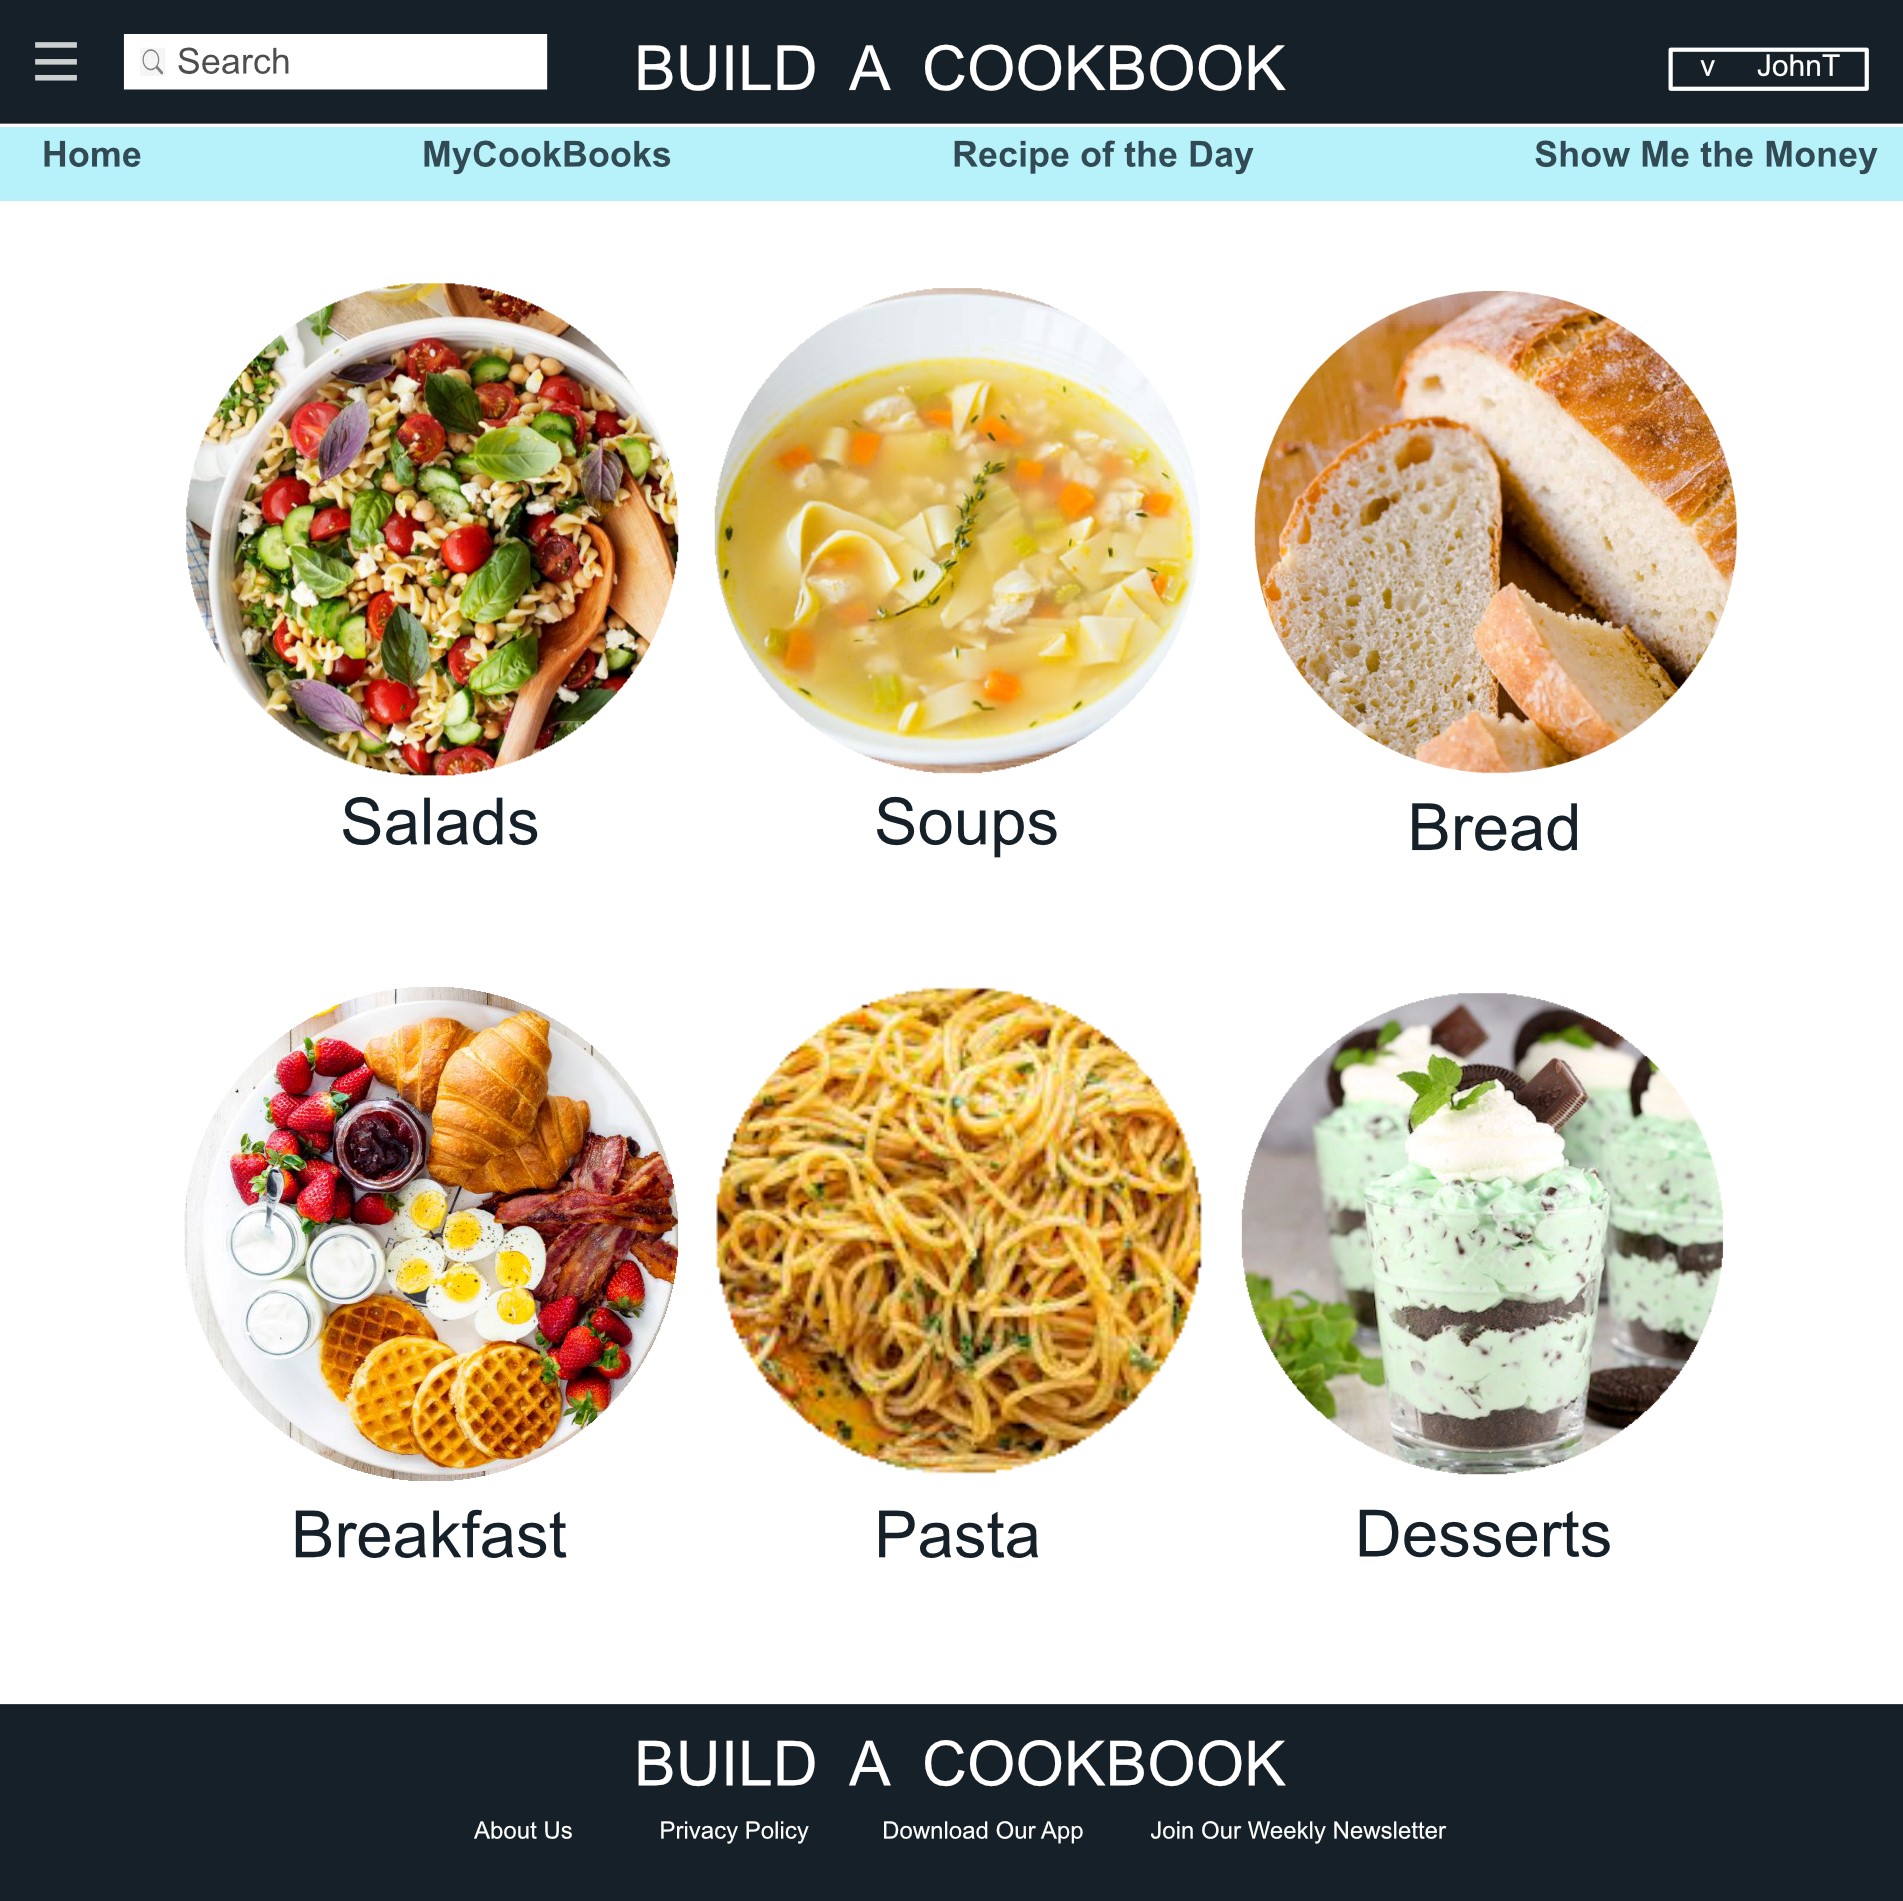 Search
BUILD A COOKBOOK
v JohnT
Home
MyCookBooks
Recipe of the Day
Show Me the Money
Salads
Soups
Bread
Breakfast
Pasta
Desserts
BUILD A COOKBOOK
About Us
Privacy Policy
Download Our App
Join Our Weekly Newsletter